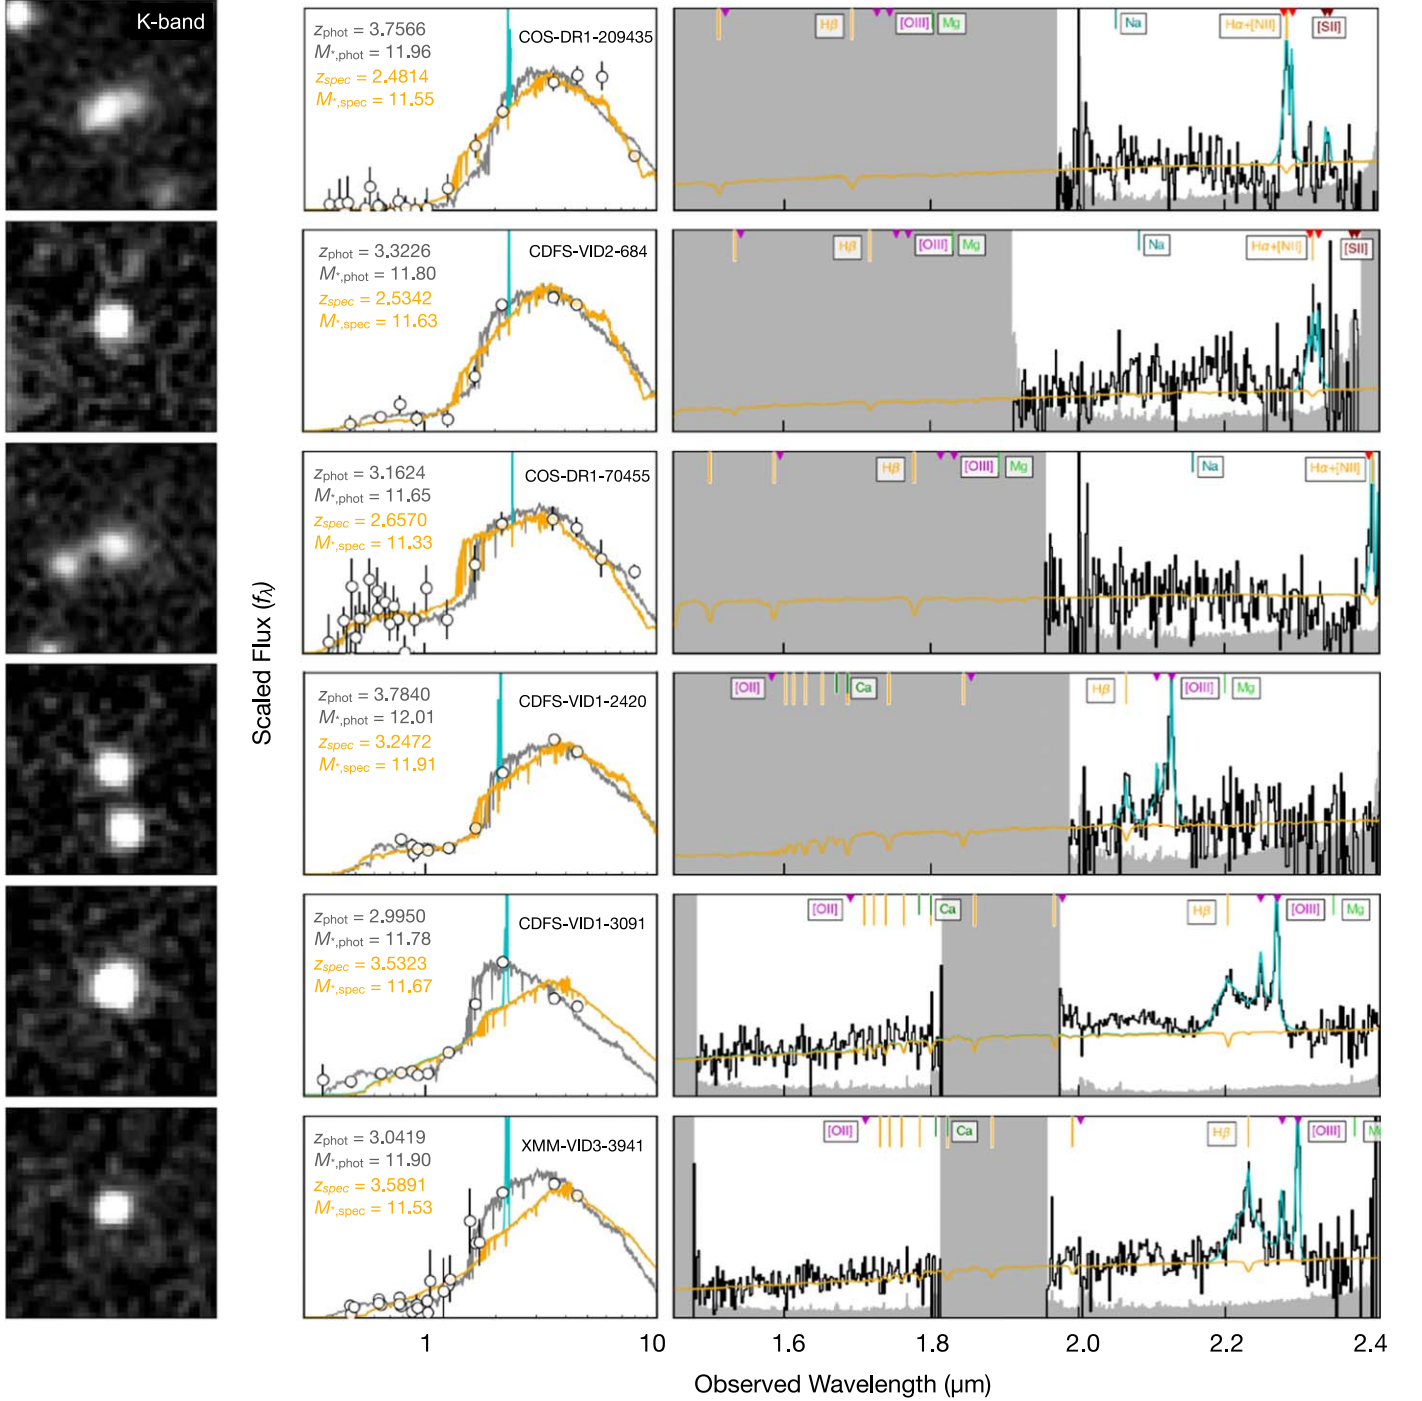 K-band
z_phot = 3.7566
COS-DR1-209435
M*,phot = 11.96
z_spec = 2.4814
M*,spec = 11.55
Hβ [OIII] Mg Na Hα+[NII] [SII]
z_phot = 3.3226
CDFS-VID2-684
M*,phot = 11.80
z_spec = 2.5342
M*,spec = 11.63
Hβ [OIII] Mg Na Hα+[NII] [SII]
z_phot = 3.1624
COS-DR1-70455
M*,phot = 11.65
z_spec = 2.6570
M*,spec = 11.33
Hβ [OIII] Mg Na Hα+[NII]
z_phot = 3.7840
CDFS-VID1-2420
M*,phot = 12.01
z_spec = 3.2472
M*,spec = 11.91
[OII] Ca Hβ [OIII] Mg
z_phot = 2.9950
CDFS-VID1-3091
M*,phot = 11.78
z_spec = 3.5323
M*,spec = 11.67
[OII] Ca Hβ [OIII] Mg
z_phot = 3.0419
XMM-VID3-3941
M*,phot = 11.90
z_spec = 3.5891
M*,spec = 11.53
[OII] Ca Hβ [OIII]
Scaled Flux (fλ)
1 10 1.6 1.8 2.0 2.2 2.4
Observed Wavelength (μm)